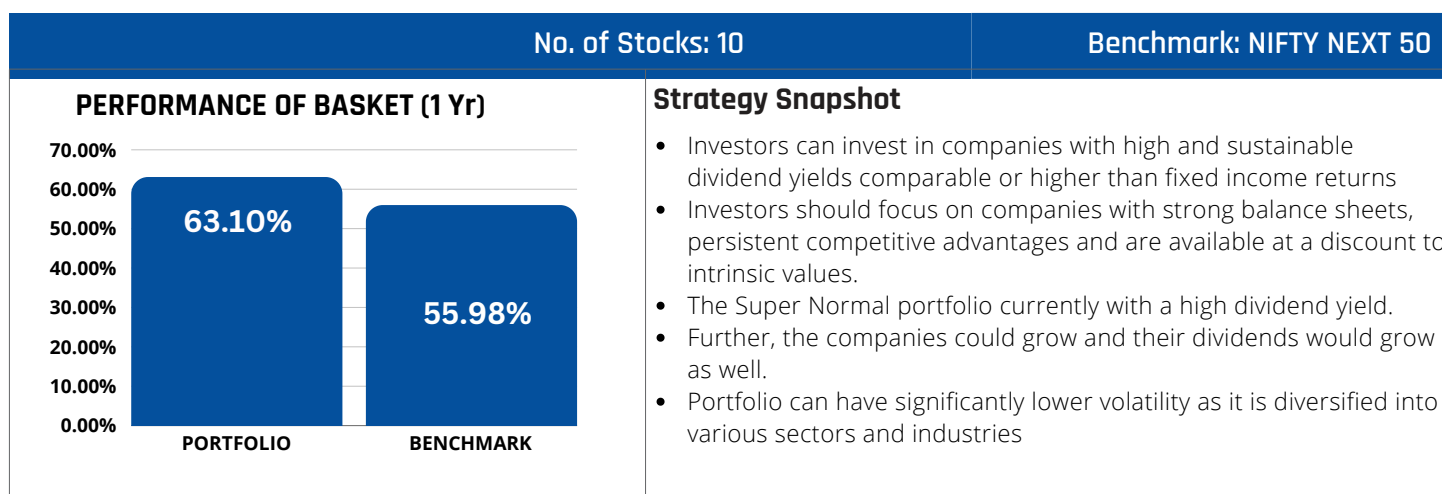 No. of Stocks: 10
Benchmark: NIFTY NEXT 50
PERFORMANCE OF BASKET (1 Yr)
70.00%
60.00%
50.00%
40.00%
30.00%
20.00%
10.00%
0.00%
63.10%
55.98%
PORTFOLIO
BENCHMARK
Strategy Snapshot
• Investors can invest in companies with high and sustainable
dividend yields comparable or higher than fixed income returns
• Investors should focus on companies with strong balance sheets,
persistent competitive advantages and are available at a discount to
intrinsic values.
• The Super Normal portfolio currently with a high dividend yield.
• Further, the companies could grow and their dividends would grow
as well.
• Portfolio can have significantly lower volatility as it is diversified into
various sectors and industries